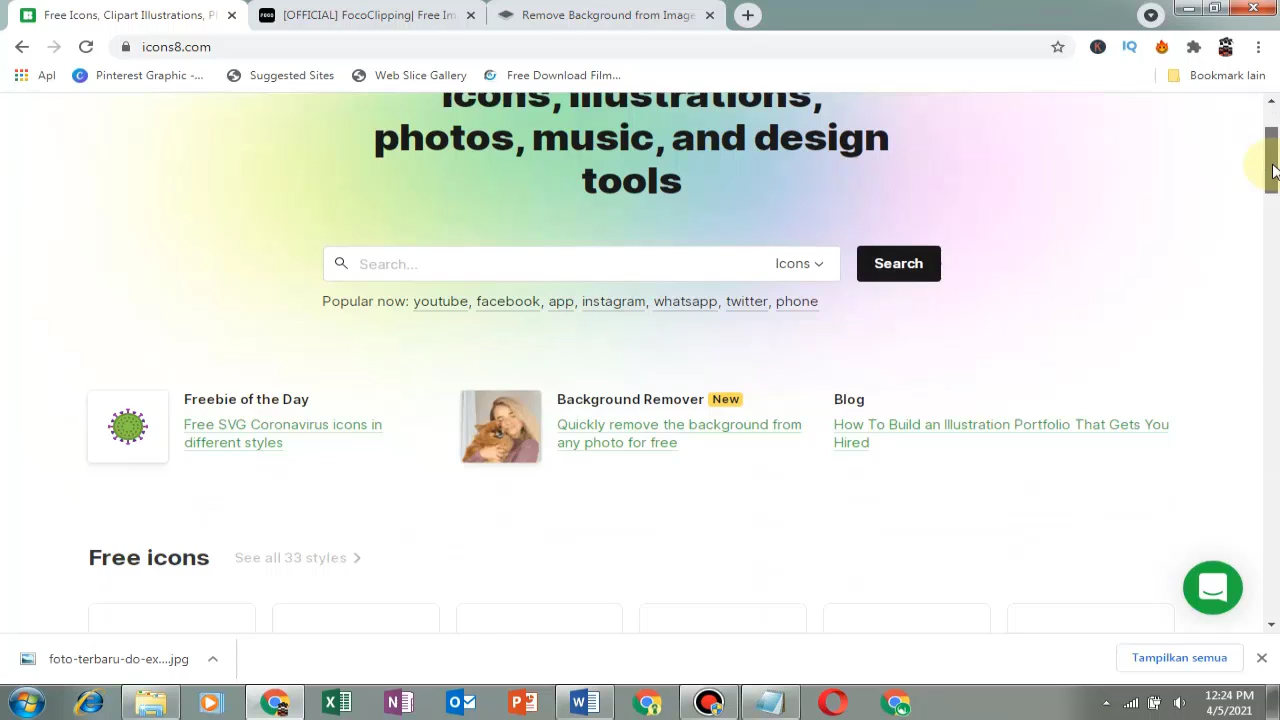 Free Icons, Clipart Illustrations, P
[OFFICIAL] FocoClipping| Free Im
Remove Background from Image
icons8.com
Apl
Pinterest Graphic -...
Suggested Sites
Web Slice Gallery
Free Download Film...
Bookmark lain
icons, illustrations,
photos, music, and design
tools
Search...
Icons
Search
Popular now: youtube, facebook, app, instagram, whatsapp, twitter, phone
Freebie of the Day
Free SVG Coronavirus icons in
different styles
Background Remover New
Quickly remove the background from
any photo for free
Blog
How To Build an Illustration Portfolio That Gets You
Hired
Free icons
See all 33 styles
foto-terbaru-do-ex....jpg
Tampilkan semua
12:24 PM
4/5/2021